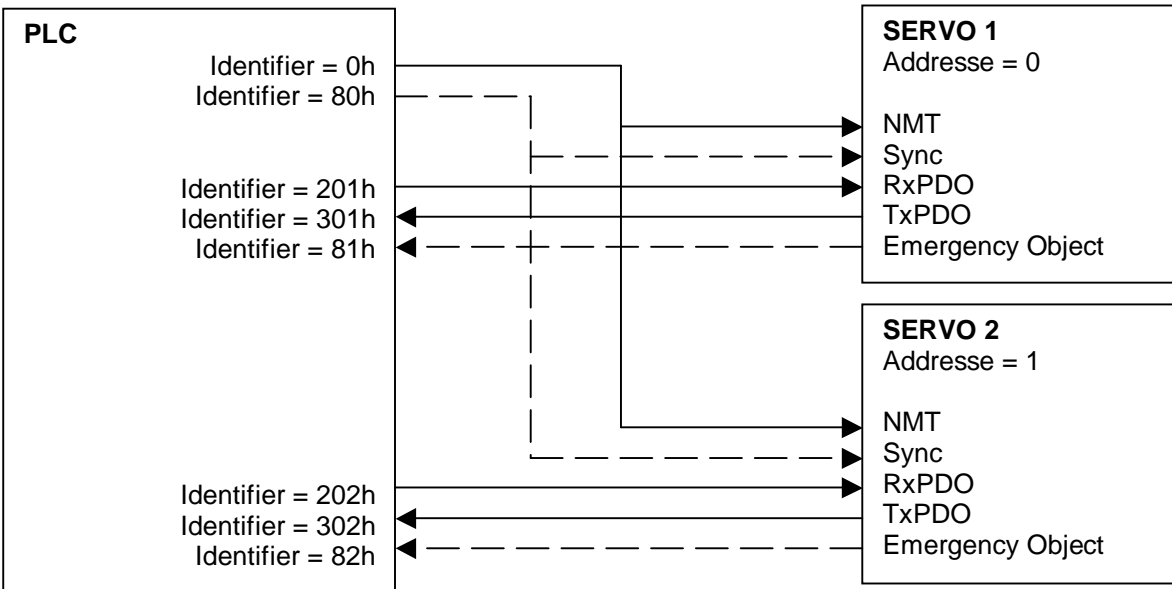 PLC
Identifier = 0h
Identifier = 80h
Identifier = 201h
Identifier = 301h
Identifier = 81h
Identifier = 202h
Identifier = 302h
Identifier = 82h
SERVO 1
Addresse = 0
NMT
Sync
RxPDO
TxPDO
Emergency Object
SERVO 2
Addresse = 1
NMT
Sync
RxPDO
TxPDO
Emergency Object